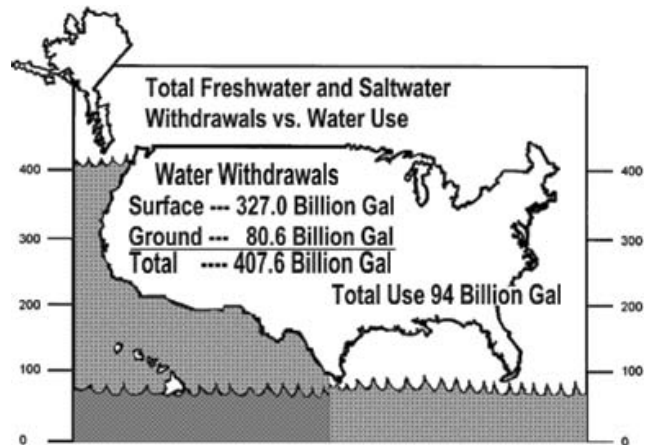 Total Freshwater and Saltwater
Withdrawals vs. Water Use
Water Withdrawals
Surface --- 327.0 Billion Gal
Ground --- 80.6 Billion Gal
Total ---- 407.6 Billion Gal
Total Use 94 Billion Gal
400
300
200
100
0
400
300
200
100
0